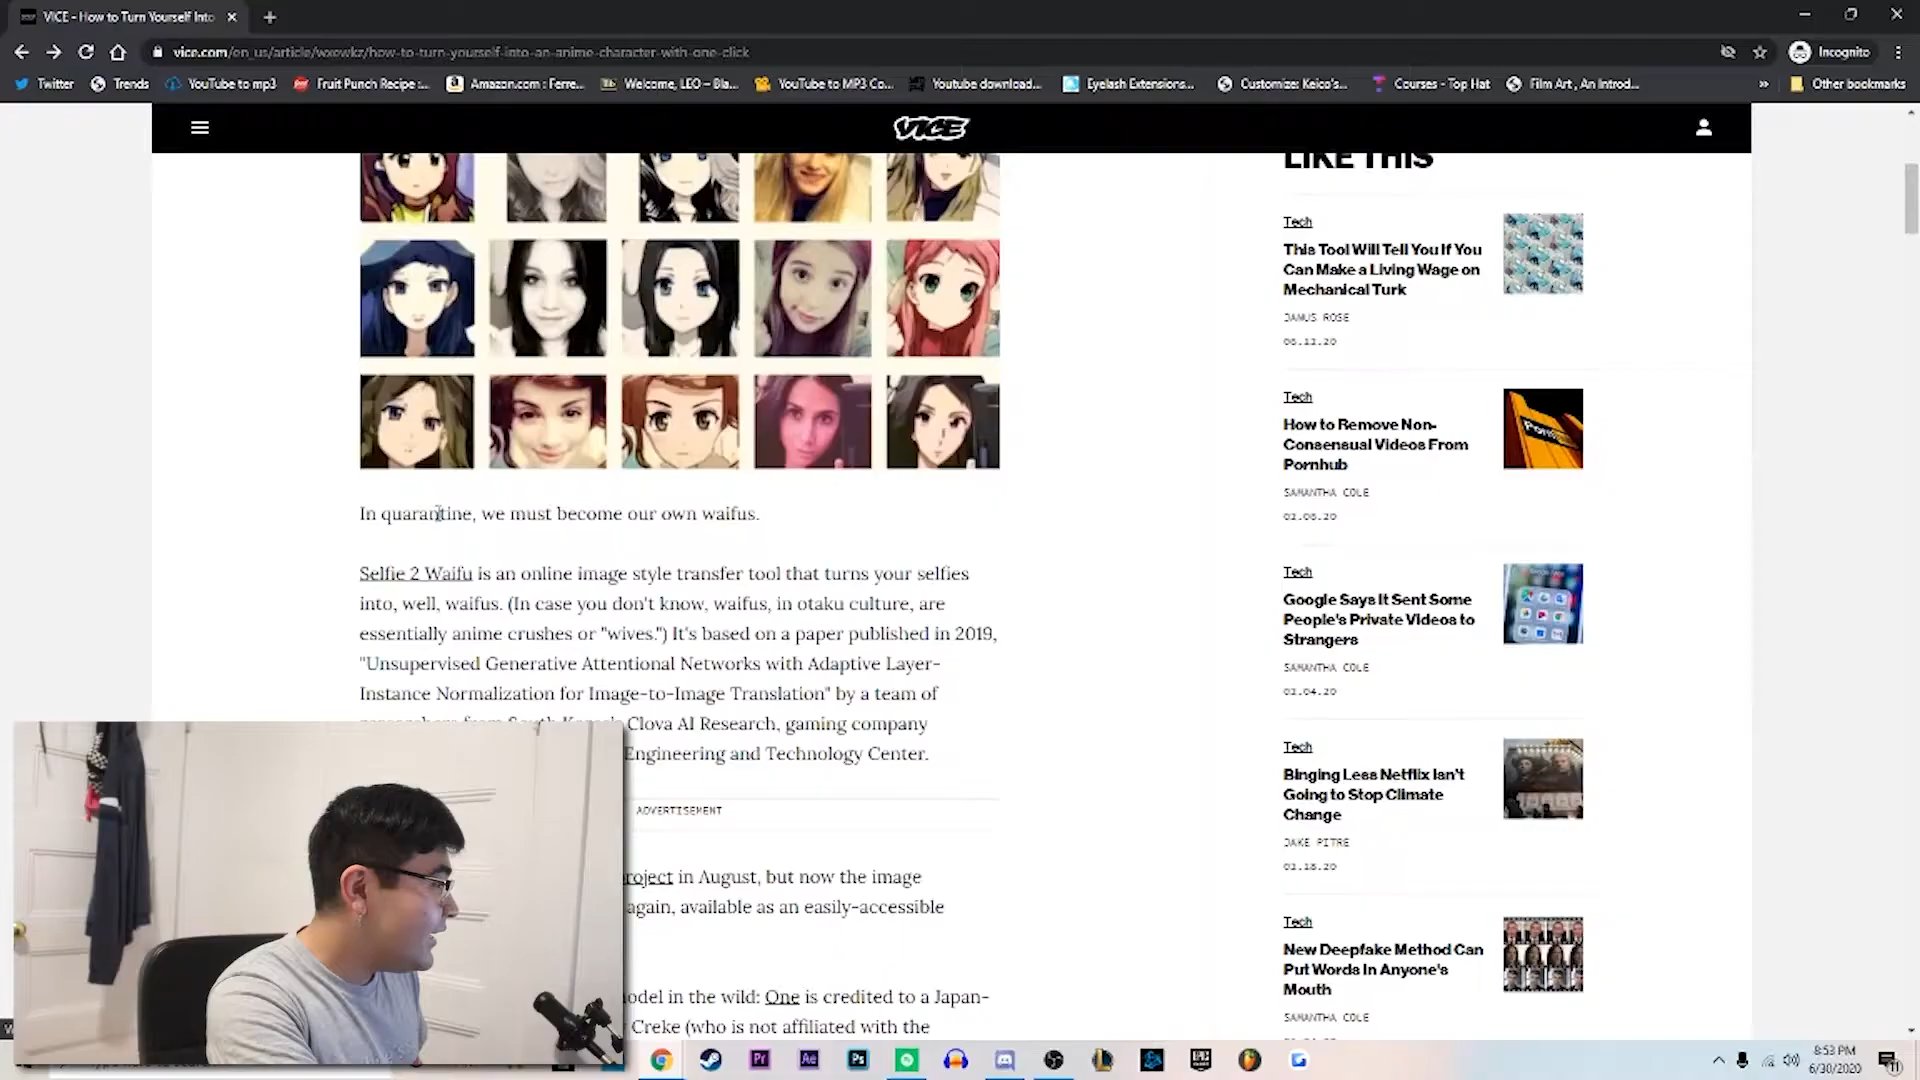 VICE - How to Turn Yourself Into
vice.com/en_us/article/wxewkz/how-to-turn-yourself-into-an-anime-character-with-one-click
Incognito
Twitter
Trends
YouTube to mp3
Fruit Punch Recipe :...
Amazon.com : Ferre...
Welcome, LEO – Bla...
YouTube to MP3 Co...
Youtube download...
Eyelash Extensions...
Customize: Keico's...
Courses - Top Hat
Film Art , An Introd...
Other bookmarks
VICE
LIKE THIS
In quarantine, we must become our own waifus.
Selfie 2 Waifu is an online image style transfer tool that turns your selfies
into, well, waifus. (In case you don't know, waifus, in otaku culture, are
essentially anime crushes or "wives.") It's based on a paper published in 2019,
"Unsupervised Generative Attentional Networks with Adaptive Layer-
Instance Normalization for Image-to-Image Translation" by a team of
Clova AI Research, gaming company
Engineering and Technology Center.
ADVERTISEMENT
project in August, but now the image
again, available as an easily-accessible
model in the wild: One is credited to a Japan-
Creke (who is not affiliated with the
Tech
This Tool Will Tell You If You
Can Make a Living Wage on
Mechanical Turk
JANUS ROSE
Tech
How to Remove Non-
Consensual Videos From
Pornhub
SAMANTHA COLE
02.06.20
Tech
Google Says It Sent Some
People's Private Videos to
Strangers
SAMANTHA COLE
02.04.20
Tech
Binging Less Netflix Isn't
Going to Stop Climate
Change
JAKE PITRE
Tech
New Deepfake Method Can
Put Words In Anyone's
Mouth
SAMANTHA COLE
Pr
Ae
Ps
8:53 PM
6/30/2020